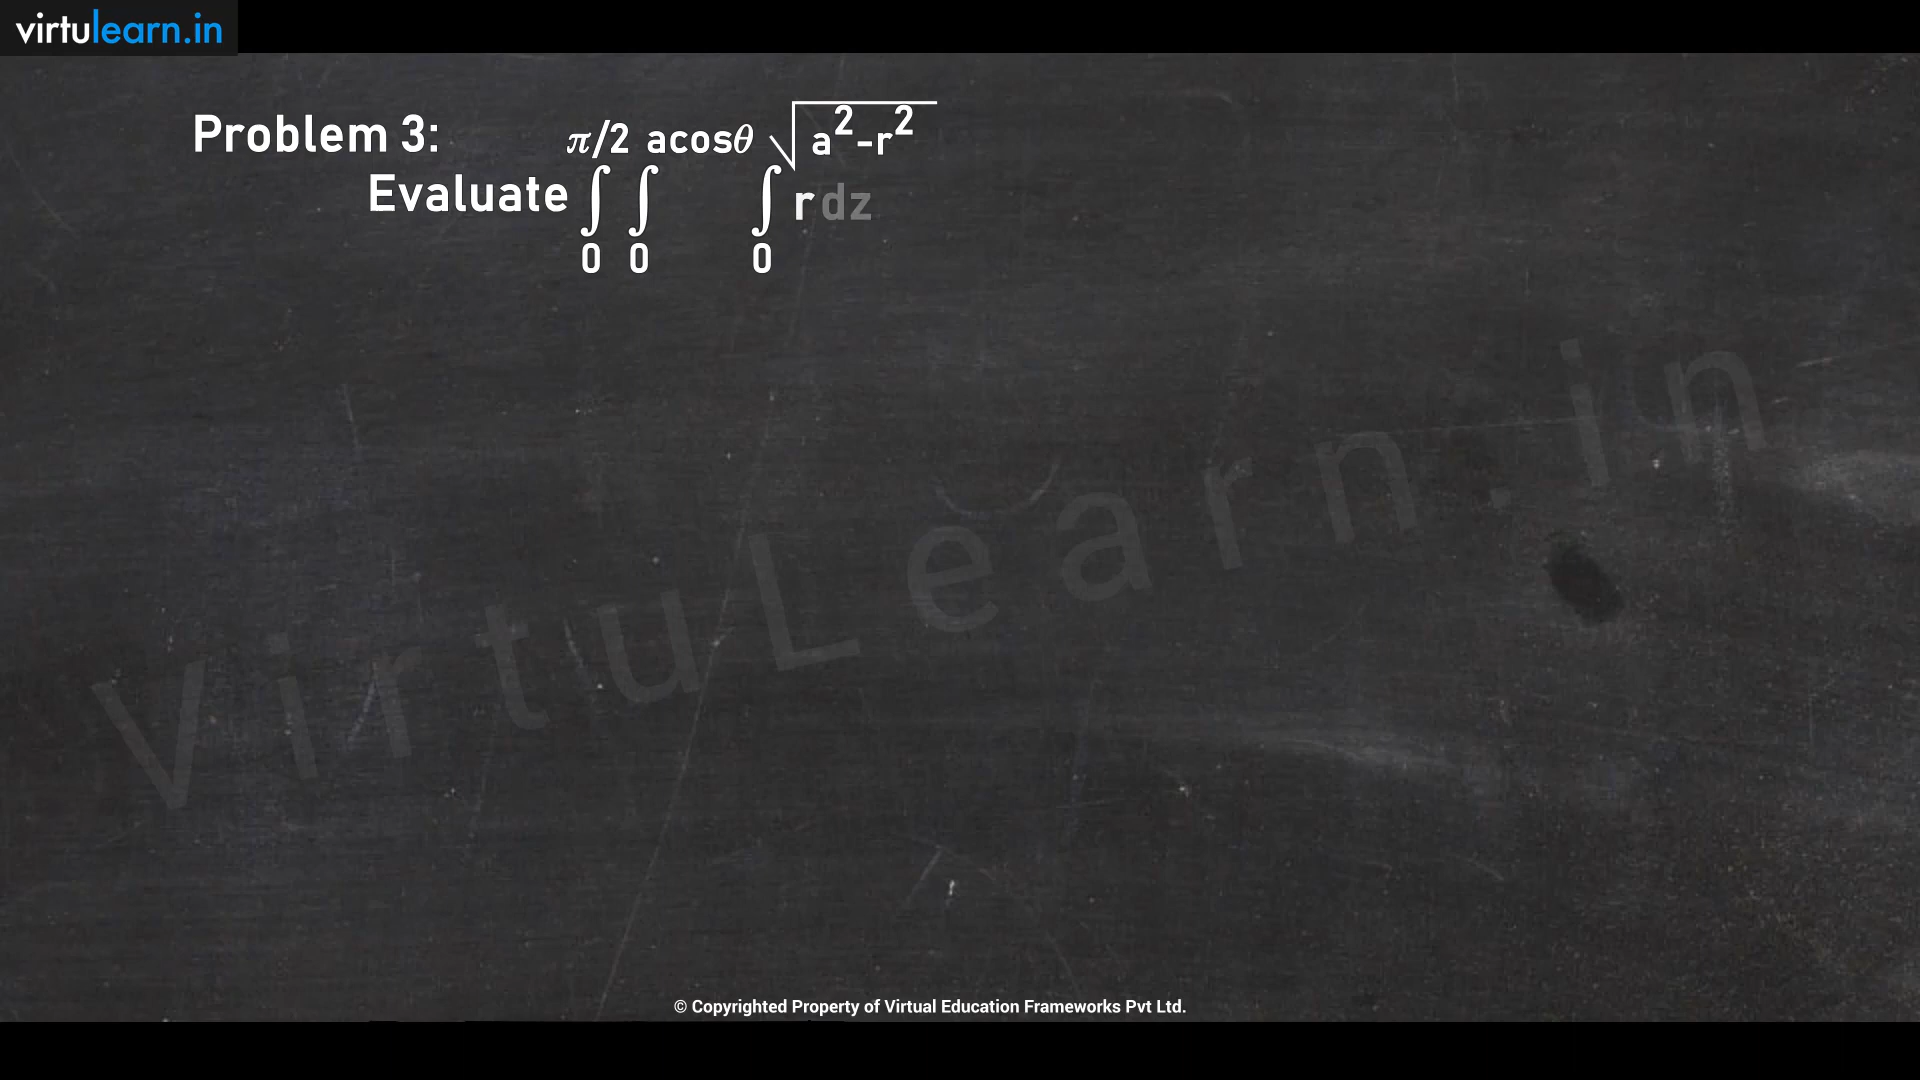 virtulearn.in
Problem 3:
π/2 acosθ √a²-r²
Evaluate ∫ ∫ ∫ r dz
0 0 0
VirtuLearn.in
© Copyrighted Property of Virtual Education Frameworks Pvt Ltd.